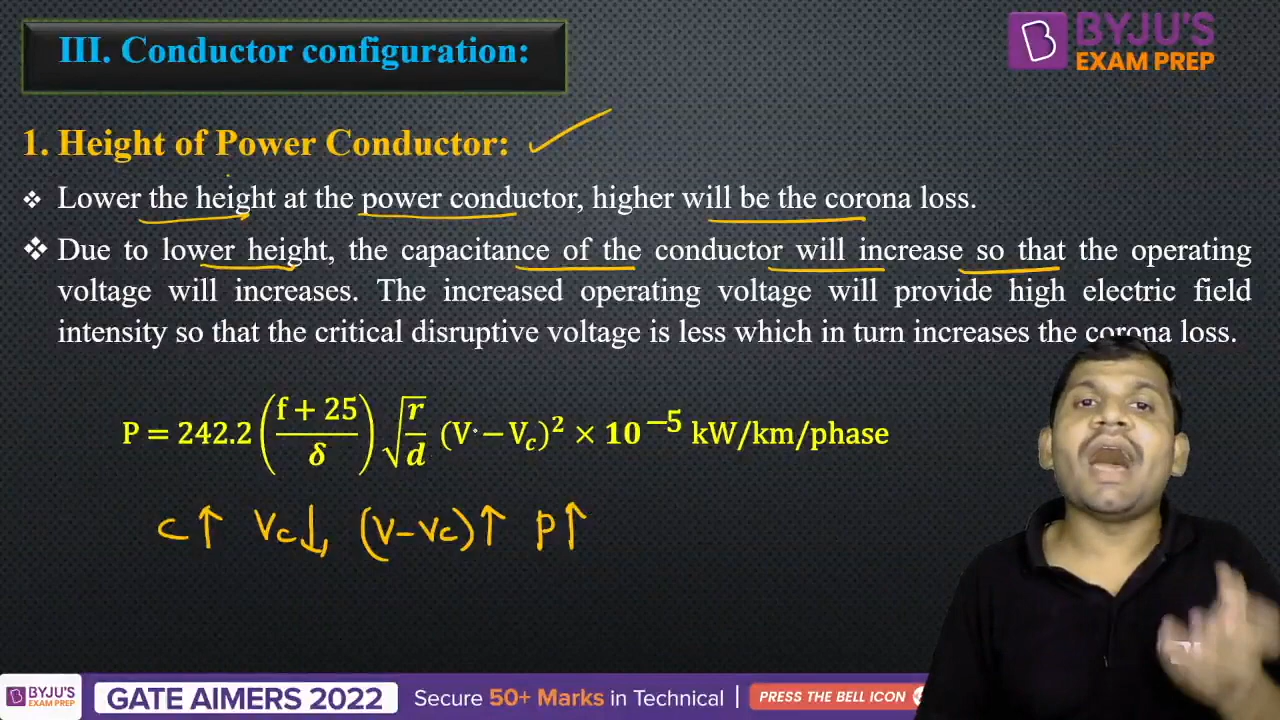 III. Conductor configuration:
BYJU'S
EXAM PREP
1. Height of Power Conductor:
❖ Lower the height at the power conductor, higher will be the corona loss.
❖ Due to lower height, the capacitance of the conductor will increase so that the operating
voltage will increases. The increased operating voltage will provide high electric field
intensity so that the critical disruptive voltage is less which in turn increases the corona loss.
P = 242.2 ((f + 25)/δ) √(r/d) (V − Vc)² × 10⁻⁵ kW/km/phase
C↑ Vc↓, (V−Vc)↑ P↑
BYJU'S EXAM PREP GATE AIMERS 2022 Secure 50+ Marks in Technical | PRESS THE BELL ICON